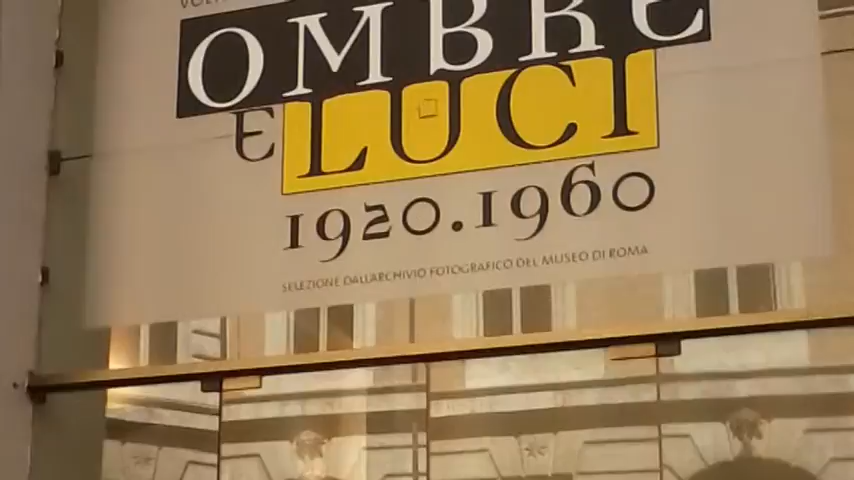 OMBRE
E LUCI
1920.1960
SELEZIONE DALL'ARCHIVIO FOTOGRAFICO DEL MUSEO DI ROMA